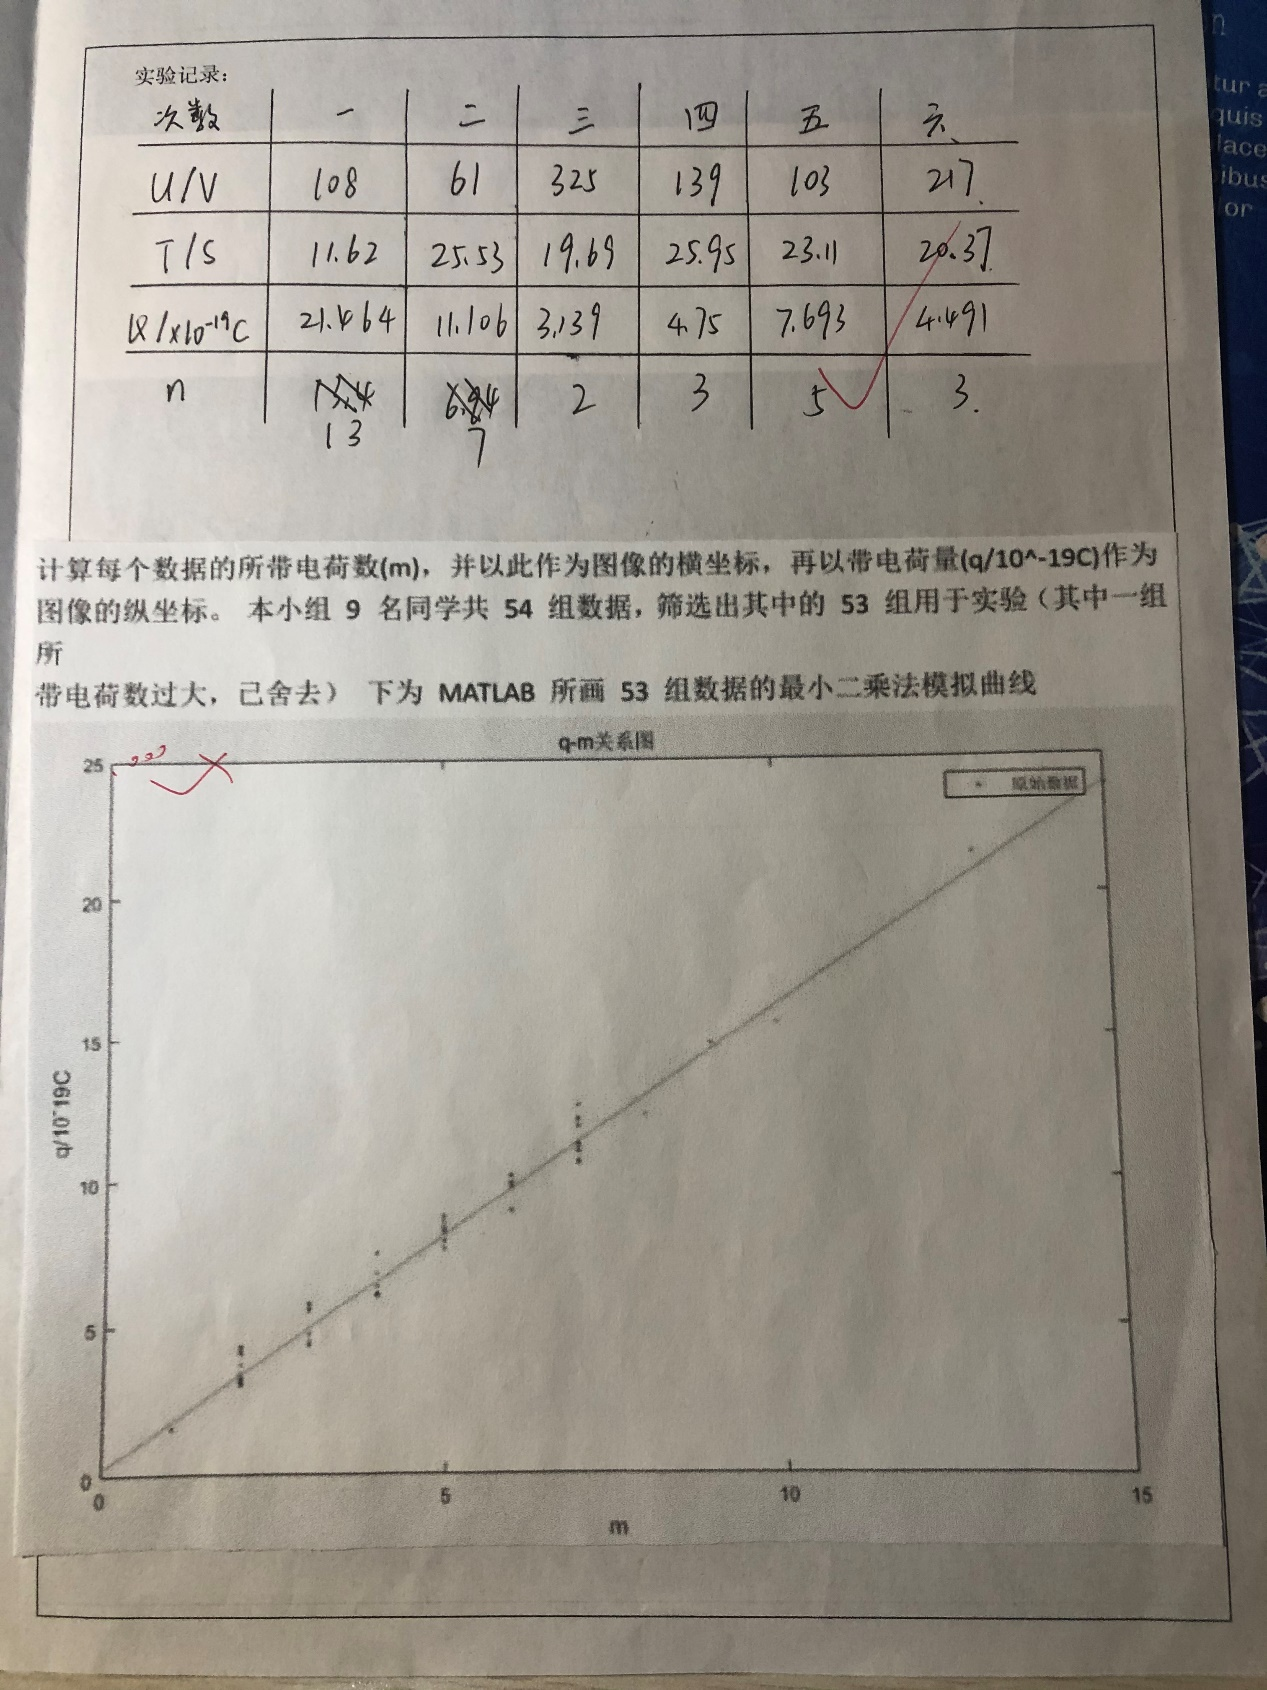 实验记录:
次数 一 二 三 四 五 六
U/V 108 61 325 139 103 217.
T/S 11.62 25.53 19.69 25.95 23.11 20.37.
Q/×10⁻¹⁹C 21.464 11.106 3.139 4.75 7.693 4.491
n 2 3 5 3.
13 7
计算每个数据的所带电荷数(m)，并以此作为图像的横坐标，再以带电荷量(q/10^-19C)作为
图像的纵坐标。 本小组 9 名同学共 54 组数据，筛选出其中的 53 组用于实验（其中一组
所
带电荷数过大，已舍去） 下为 MATLAB 所画 53 组数据的最小二乘法模拟曲线
q-m关系图
原始数据
25
20
15
q/10^-19C
10
5
0
0 5 10 15
m
tur a
quis
lace
ibus
or